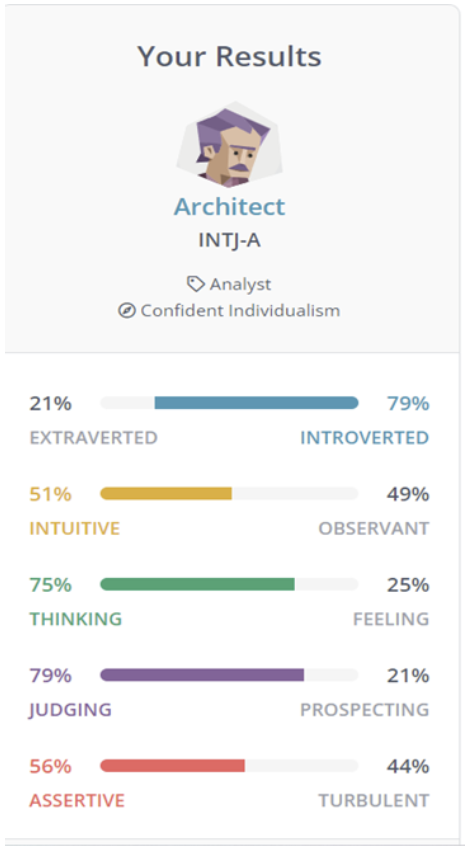 Your Results
Architect
INTJ-A
Analyst
Confident Individualism
21% 79%
EXTRAVERTED INTROVERTED
51% 49%
INTUITIVE OBSERVANT
75% 25%
THINKING FEELING
79% 21%
JUDGING PROSPECTING
56% 44%
ASSERTIVE TURBULENT